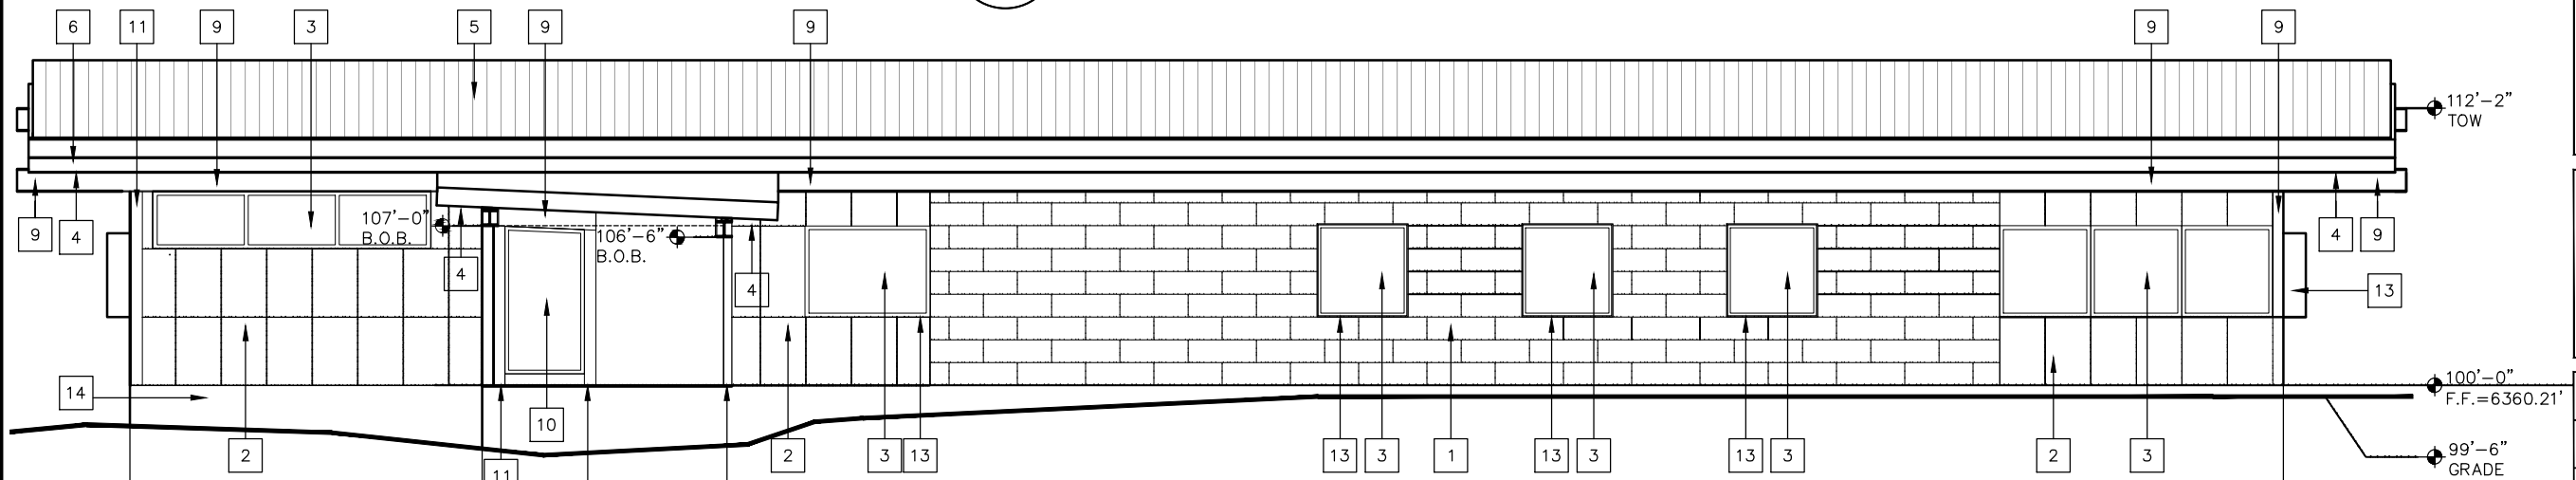 6 11 9 3 5 9 9 9 9
112'-2"
TOW
107'-0"
B.O.B.
106'-6"
B.O.B.
9 4 4 4 4 9
13
14
100'-0"
F.F.=6360.21'
10
2 11 2 3 13 13 3 1 13 3 13 3 2 3
99'-6"
GRADE